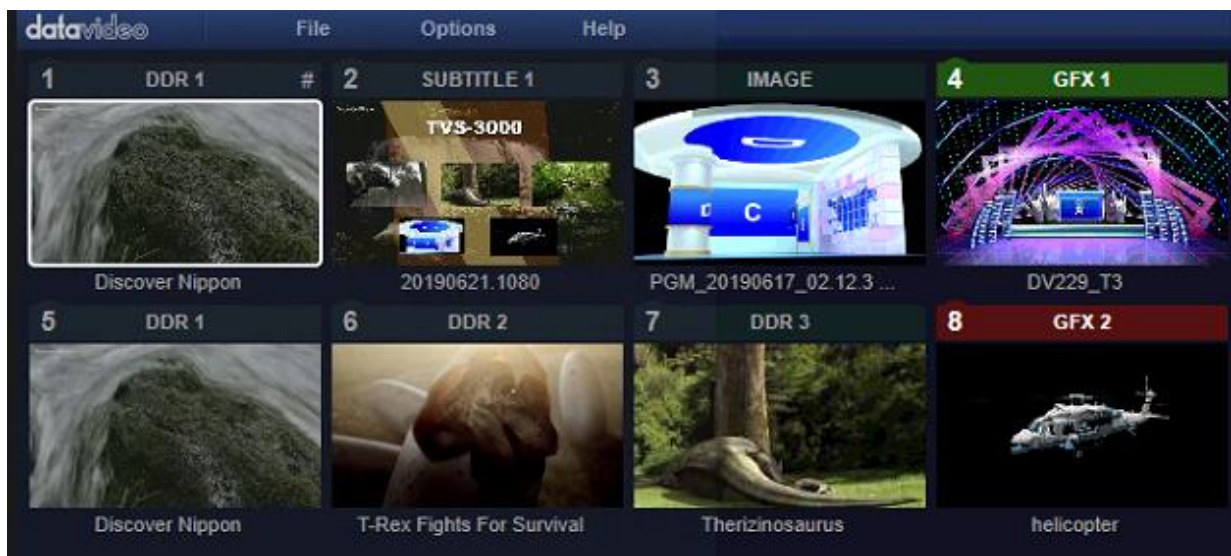 datavideo File Options Help
1 DDR 1 # 2 SUBTITLE 1 3 IMAGE 4 GFX 1
TVS-3000
C
Discover Nippon 20190621.1080 PGM_20190617_02.12.3 ... DV229_T3
5 DDR 1 6 DDR 2 7 DDR 3 8 GFX 2
Discover Nippon T-Rex Fights For Survival Therizinosaurus helicopter